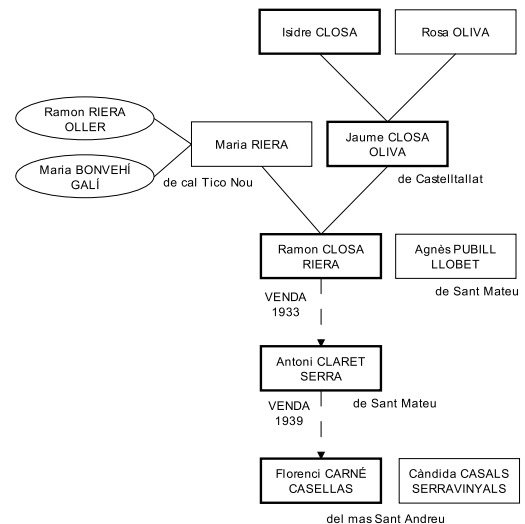 Isidre CLOSA
Rosa OLIVA
Ramon RIERA
OLLER
Maria RIERA
Jaume CLOSA
OLIVA
Maria BONVEHÍ
GALÍ
de cal Tico Nou
de Castelltallat
Ramon CLOSA
RIERA
Agnès PUBILL
LLOBET
de Sant Mateu
VENDA
1933
Antoni CLARET
SERRA
de Sant Mateu
VENDA
1939
Florenci CARNÉ
CASELLAS
Càndida CASALS
SERRAVINYALS
del mas Sant Andreu